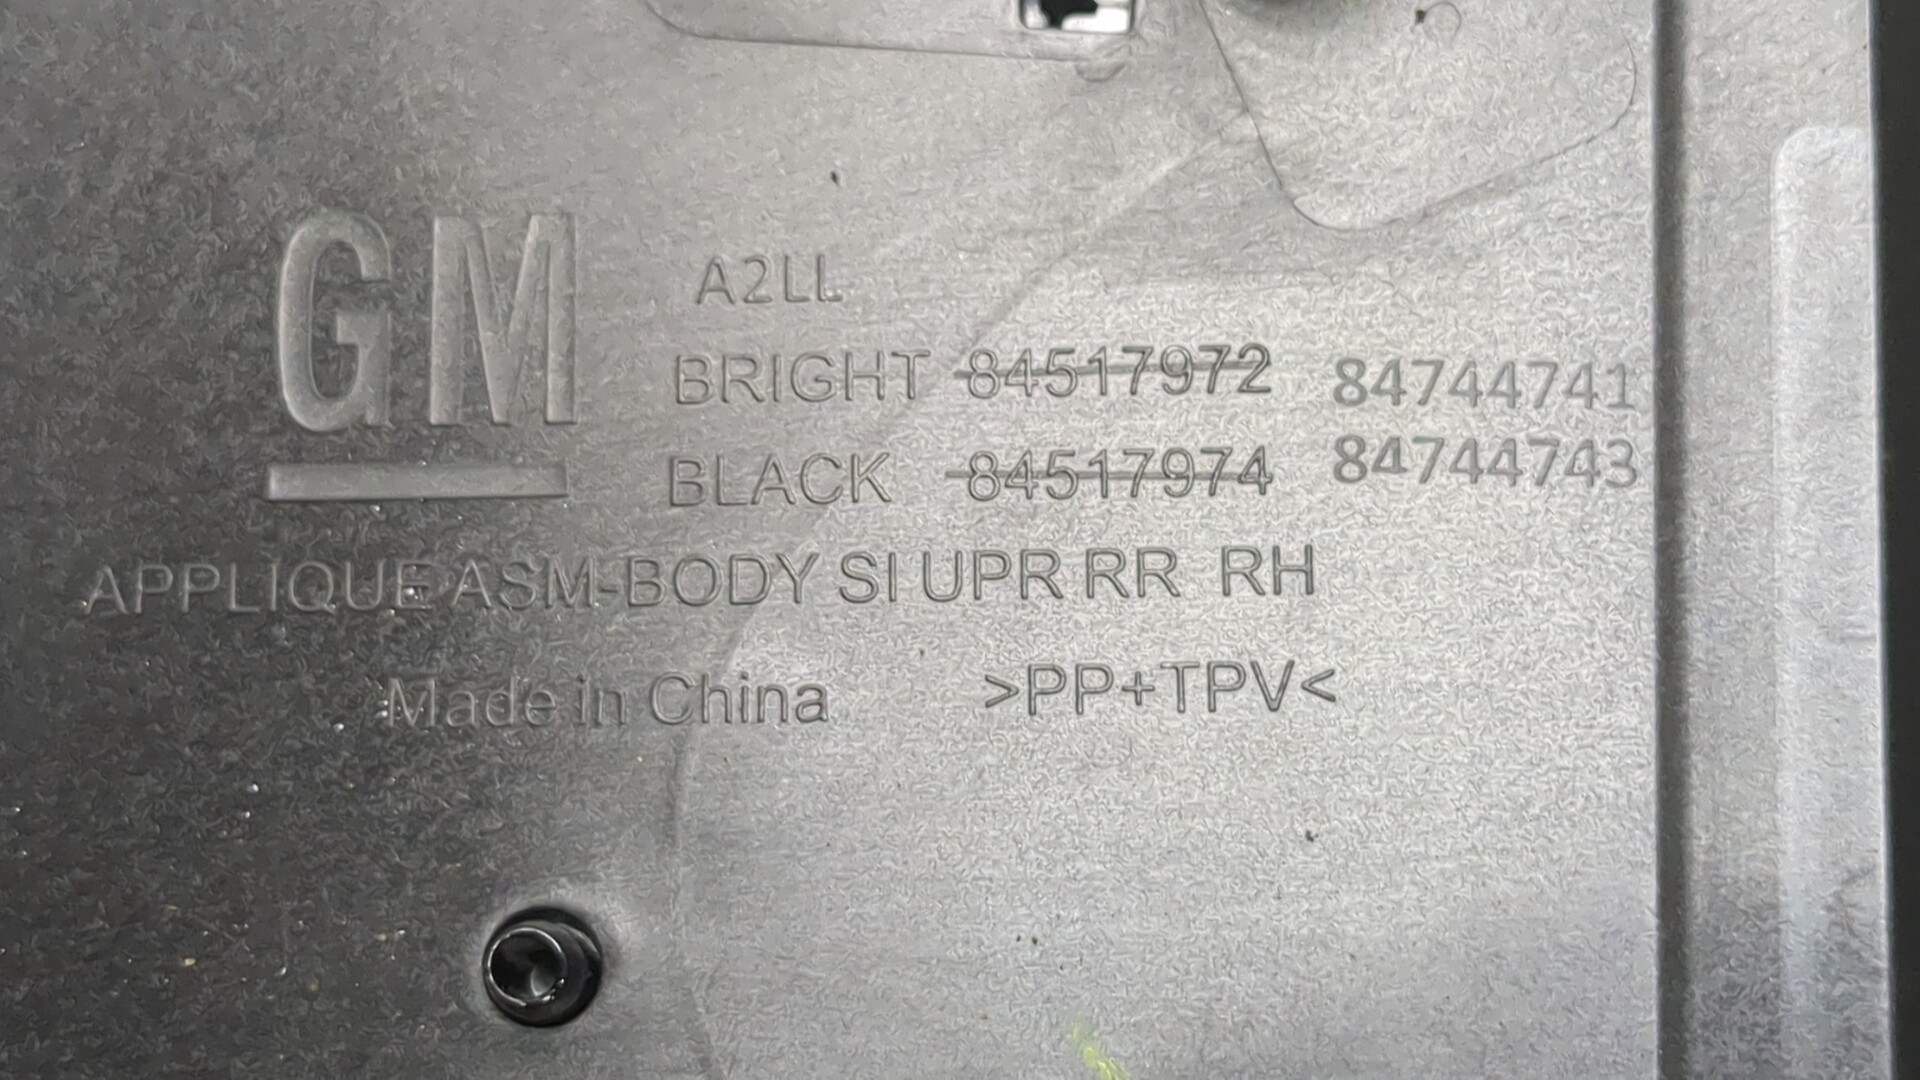 GM
A2LL
BRIGHT 84517972 84744741
BLACK 84517974 84744743
APPLIQUE ASM-BODY SI UPR RR RH
Made in China >PP+TPV<